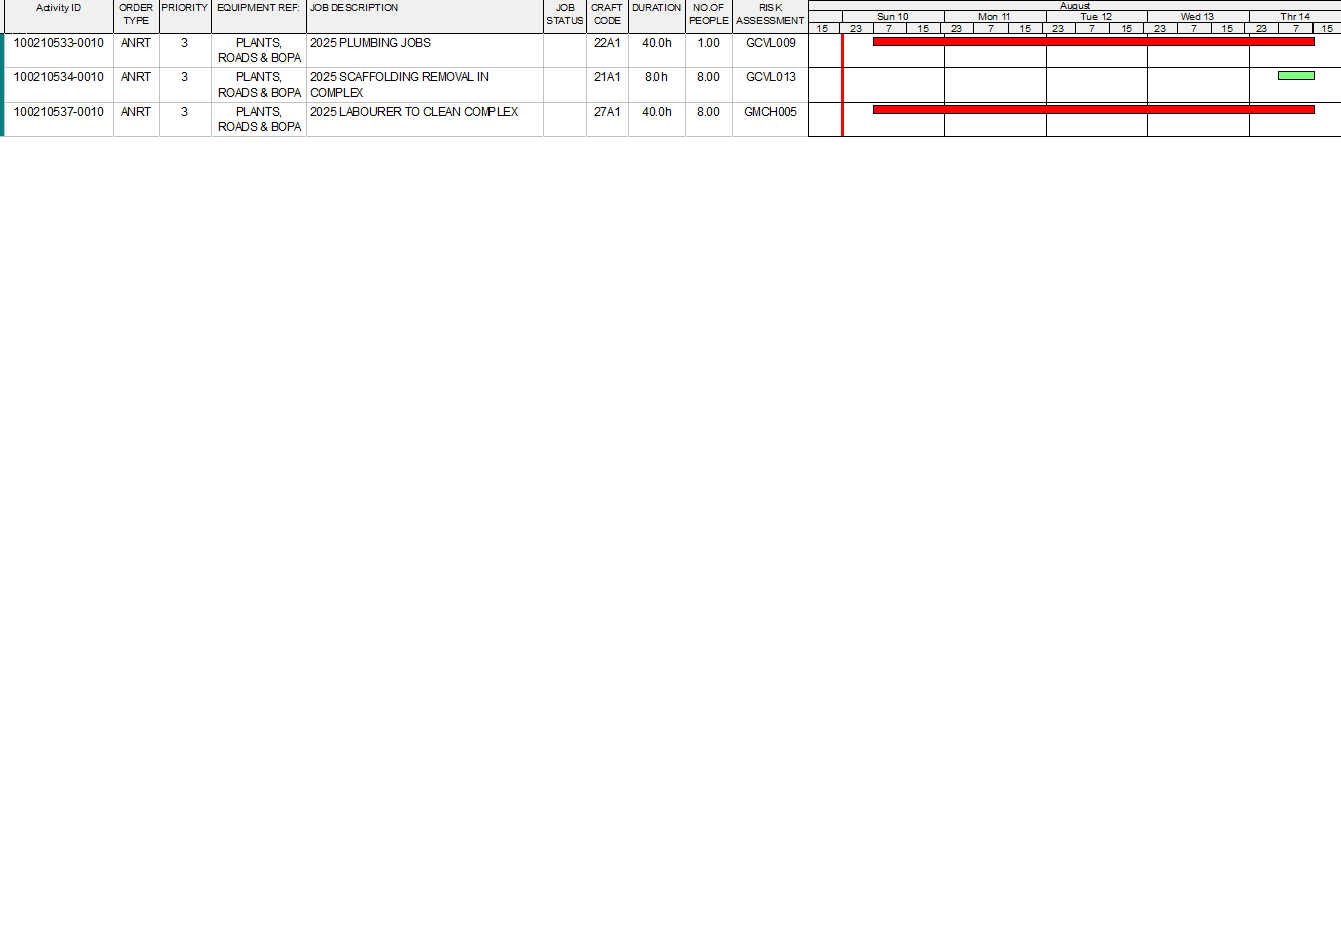 Activity ID ORDER TYPE PRIORITY EQUIPMENT REF: JOB DESCRIPTION JOB STATUS CRAFT CODE DURATION NO.OF PEOPLE RISK ASSESSMENT
August
Sun 10 Mon 11 Tue 12 Wed 13 Thr 14
15 23 7 15 23 7 15 23 7 15 23 7 15 23 7 15
100210533-0010 ANRT 3 PLANTS, 2025 PLUMBING JOBS 22A1 40.0h 1.00 GCVL009
ROADS & BOPA
100210534-0010 ANRT 3 PLANTS, 2025 SCAFFOLDING REMOVAL IN 21A1 8.0h 8.00 GCVL013
ROADS & BOPA COMPLEX
100210537-0010 ANRT 3 PLANTS, 2025 LABOURER TO CLEAN COMPLEX 27A1 40.0h 8.00 GMCH005
ROADS & BOPA